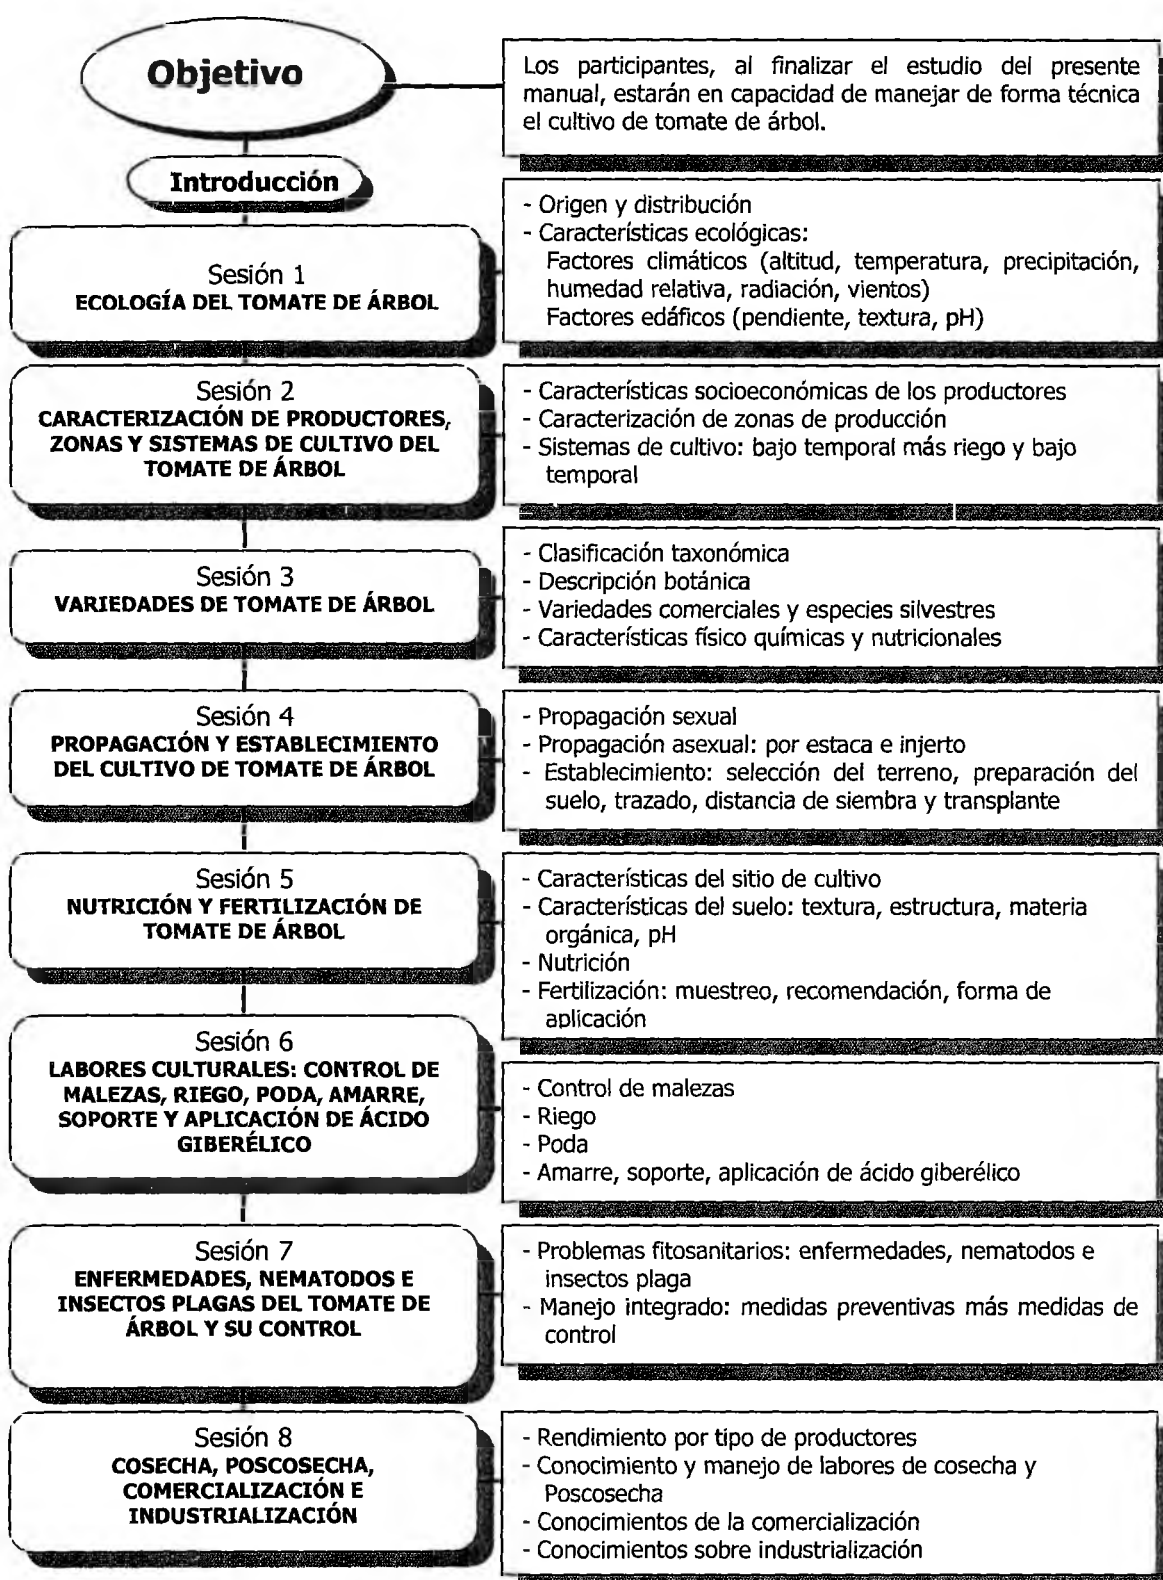 Objetivo
Los participantes, al finalizar el estudio del presente
manual, estarán en capacidad de manejar de forma técnica
el cultivo de tomate de árbol.
Introducción
Sesión 1
ECOLOGÍA DEL TOMATE DE ÁRBOL
- Origen y distribución
- Características ecológicas:
Factores climáticos (altitud, temperatura, precipitación,
humedad relativa, radiación, vientos)
Factores edáficos (pendiente, textura, pH)
Sesión 2
CARACTERIZACIÓN DE PRODUCTORES,
ZONAS Y SISTEMAS DE CULTIVO DEL
TOMATE DE ÁRBOL
- Características socioeconómicas de los productores
- Caracterización de zonas de producción
- Sistemas de cultivo: bajo temporal más riego y bajo
temporal
Sesión 3
VARIEDADES DE TOMATE DE ÁRBOL
- Clasificación taxonómica
- Descripción botánica
- Variedades comerciales y especies silvestres
- Características físico químicas y nutricionales
Sesión 4
PROPAGACIÓN Y ESTABLECIMIENTO
DEL CULTIVO DE TOMATE DE ÁRBOL
- Propagación sexual
- Propagación asexual: por estaca e injerto
- Establecimiento: selección del terreno, preparación del
suelo, trazado, distancia de siembra y transplante
Sesión 5
NUTRICIÓN Y FERTILIZACIÓN DE
TOMATE DE ÁRBOL
- Características del sitio de cultivo
- Características del suelo: textura, estructura, materia
orgánica, pH
- Nutrición
- Fertilización: muestreo, recomendación, forma de
aplicación
Sesión 6
LABORES CULTURALES: CONTROL DE
MALEZAS, RIEGO, PODA, AMARRE,
SOPORTE Y APLICACIÓN DE ÁCIDO
GIBERÉLICO
- Control de malezas
- Riego
- Poda
- Amarre, soporte, aplicación de ácido giberélico
Sesión 7
ENFERMEDADES, NEMATODOS E
INSECTOS PLAGAS DEL TOMATE DE
ÁRBOL Y SU CONTROL
- Problemas fitosanitarios: enfermedades, nematodos e
insectos plaga
- Manejo integrado: medidas preventivas más medidas de
control
Sesión 8
COSECHA, POSCOSECHA,
COMERCIALIZACIÓN E
INDUSTRIALIZACIÓN
- Rendimiento por tipo de productores
- Conocimiento y manejo de labores de cosecha y
Poscosecha
- Conocimientos de la comercialización
- Conocimientos sobre industrialización